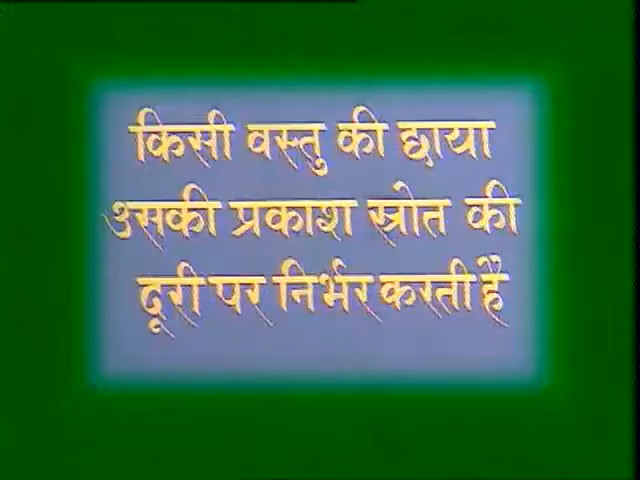 किसी वस्तु की छाया
उसकी प्रकाश स्रोत की
दूरी पर निर्भर करती है